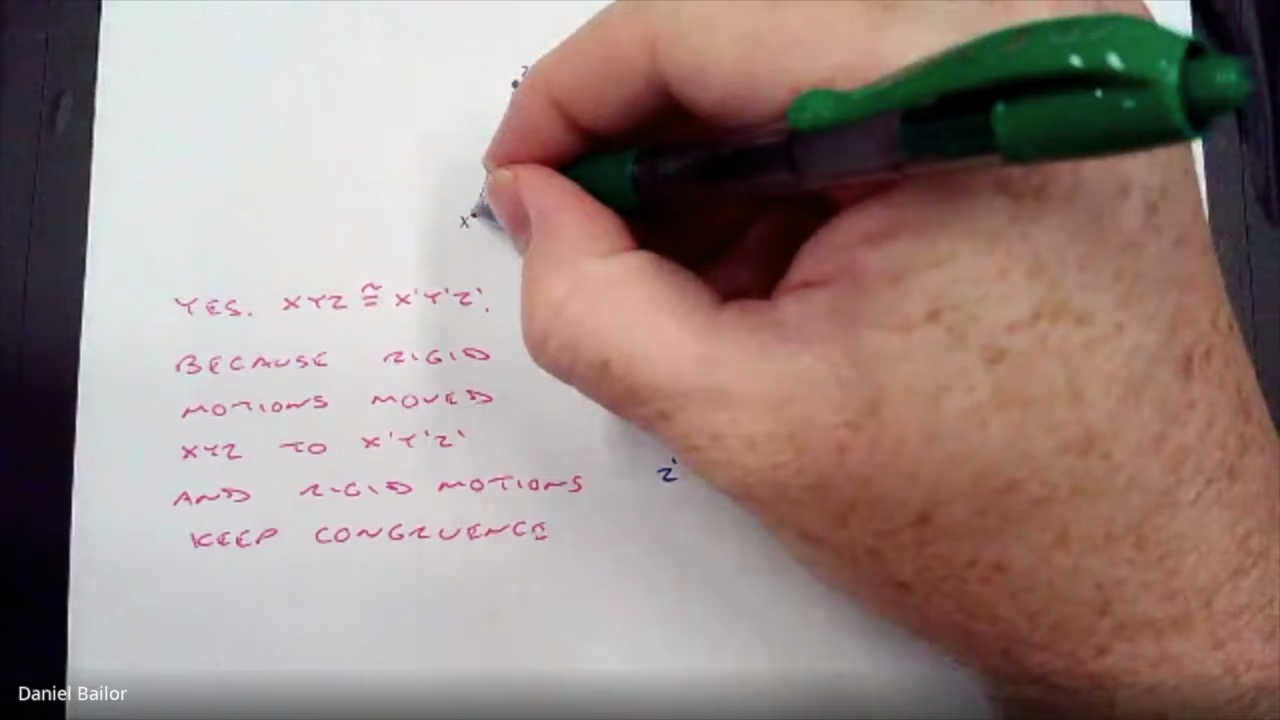 Z
X
YES. XYZ ≅ X'Y'Z'.
BECAUSE RIGID
MOTIONS MOVED
XYZ TO X'Y'Z'
AND RIGID MOTIONS
KEEP CONGRUENCE
Z'
Daniel Bailor